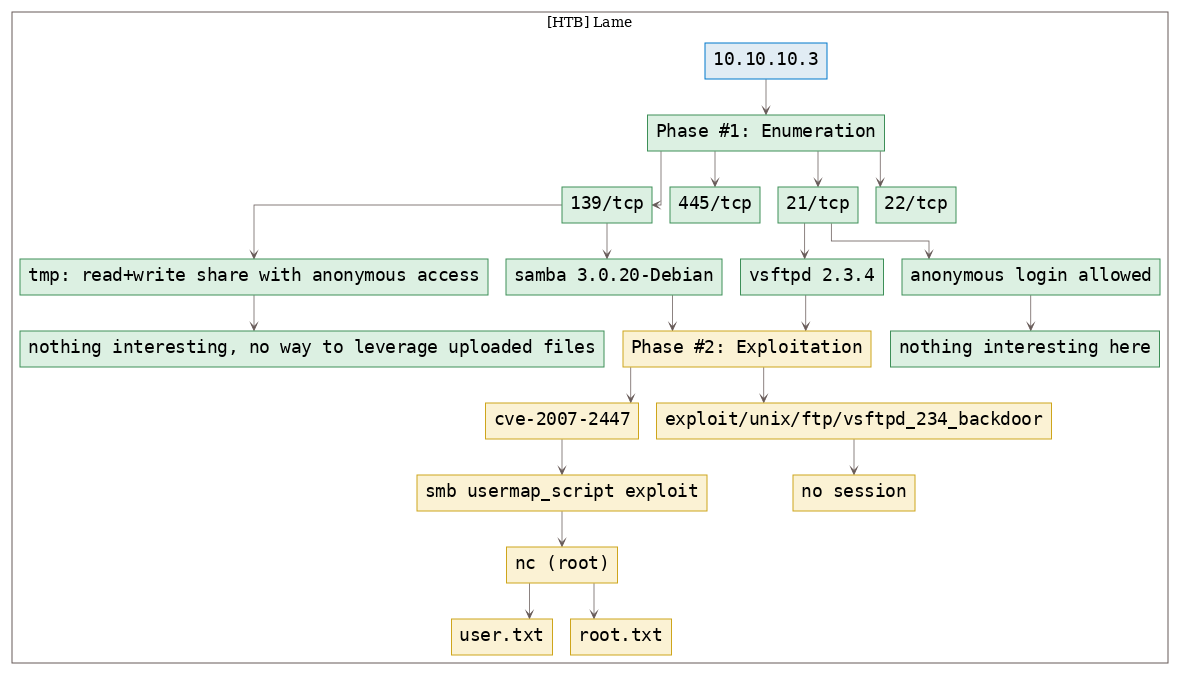 [HTB] Lame
10.10.10.3
Phase #1: Enumeration
139/tcp
445/tcp
21/tcp
22/tcp
tmp: read+write share with anonymous access
samba 3.0.20-Debian
vsftpd 2.3.4
anonymous login allowed
nothing interesting, no way to leverage uploaded files
Phase #2: Exploitation
nothing interesting here
cve-2007-2447
exploit/unix/ftp/vsftpd_234_backdoor
smb usermap_script exploit
no session
nc (root)
user.txt
root.txt